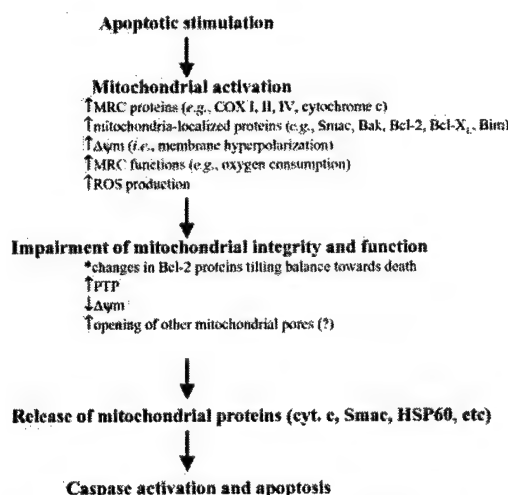 Apoptotic stimulation
Mitochondrial activation
↑MRC proteins (e.g., COX I, II, IV, cytochrome c)
↑mitochondria-localized proteins (e.g., Smac, Bak, Bcl-2, Bcl-XL, Bim)
↑Δψm (i.e., membrane hyperpolarization)
↑MRC functions (e.g., oxygen consumption)
↑ROS production
Impairment of mitochondrial integrity and function
*changes in Bcl-2 proteins tilting balance towards death
↑PTP
↓Δψm
↑opening of other mitochondrial pores (?)
Release of mitochondrial proteins (cyt. c, Smac, HSP60, etc)
Caspase activation and apoptosis